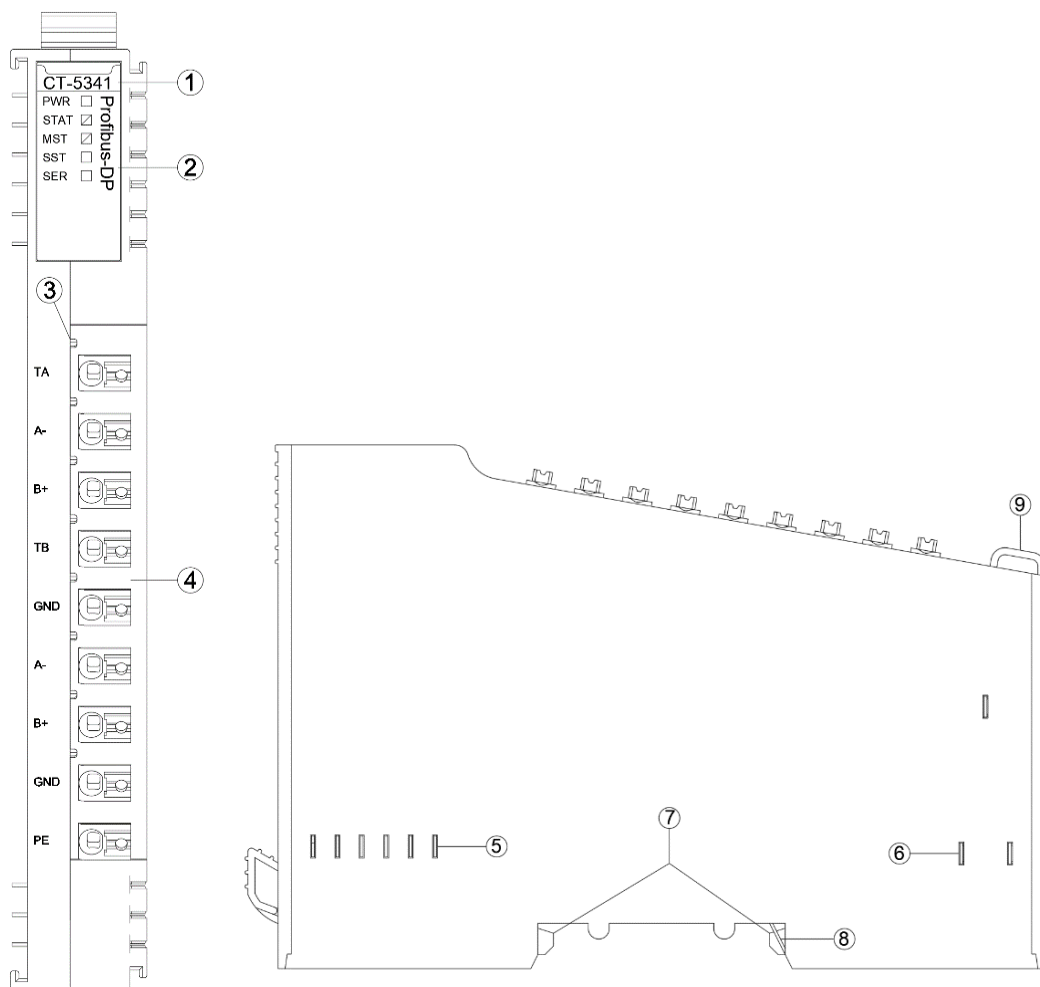 CT-5341
①
PWR
STAT
MST
SST
SER
Profibus-DP
②
③
TA
A-
B+
TB
④
GND
A-
B+
GND
PE
⑨
⑦
⑤
⑥
⑧